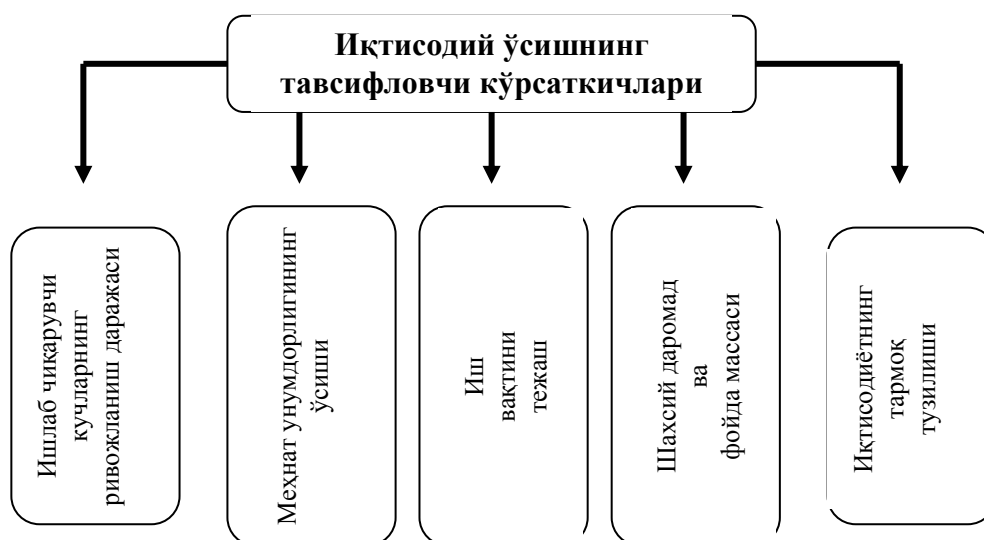 Иқтисодий ўсишнинг
тавсифловчи кўрсаткичлари
Ишлаб чиқарувчи
кучларнинг
ривожланиш даражаси
Меҳнат унумдорлигининг
ўсиши
Иш
вақтини
тежаш
Шахсий даромад
ва
фойда массаси
Иқтисодиётнинг
тармоқ
тузилиши